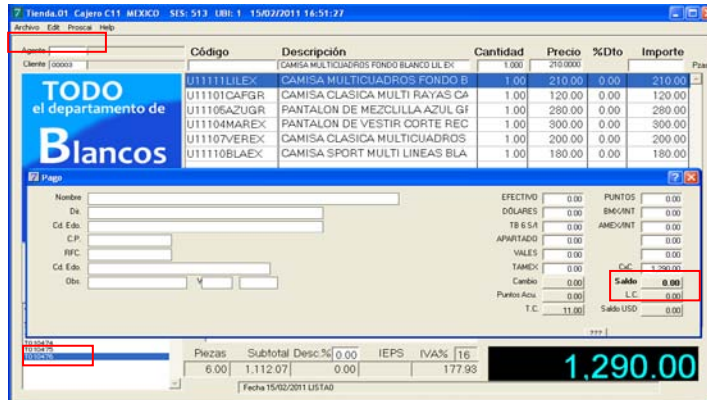 7 Tienda.01 Cajero C11 MEXICO SES: 513 UBI: 1 15/02/2011 16:51:27
Archivo Edit Proscai Help
Agente
Cliente 00003
Código Descripción Cantidad Precio %Dto Importe
CAMISA MULTICUADROS FONDO BLANCO LIL EX 1.000 210.0000
U11111LILEX CAMISA MULTICUADROS FONDO B 1.00 210.00 0.00 210.00
U11101CAFGR CAMISA CLASICA MULTI RAYAS CA 1.00 120.00 0.00 120.00
U11105AZUGR PANTALON DE MEZCLILLA AZUL GF 1.00 280.00 0.00 280.00
U11104MAREX PANTALON DE VESTIR CORTE REC 1.00 300.00 0.00 300.00
U11107VEREX CAMISA CLASICA MULTICUADROS 1.00 200.00 0.00 200.00
U11110BLAEX CAMISA SPORT MULTI LINEAS BLA 1.00 180.00 0.00 180.00
TODO
el departamento de
Blancos
7 Pago
Nombre
Dir.
Cd. Edo.
C.P.
RFC.
Cd. Edo.
Obs. V
EFECTIVO 0.00 PUNTOS 0.00
DÓLARES 0.00 BMX/INT 0.00
TB 6 S/I 0.00 AMEX/INT 0.00
APARTADO 0.00
VALES 0.00
TAMEX 0.00 CxC 1,290.00
Cambio 0.00 Saldo 0.00
Puntos Acu. 0.00 L.C. 0.00
T.C. 11.00 Saldo USD 0.00
???
TO10474
TO10475
TO10476
Piezas Subtotal Desc.% 0.00 IEPS IVA% 16
6.00 1,112.07 0.00 177.93
1,290.00
Fecha 15/02/2011 LISTA0